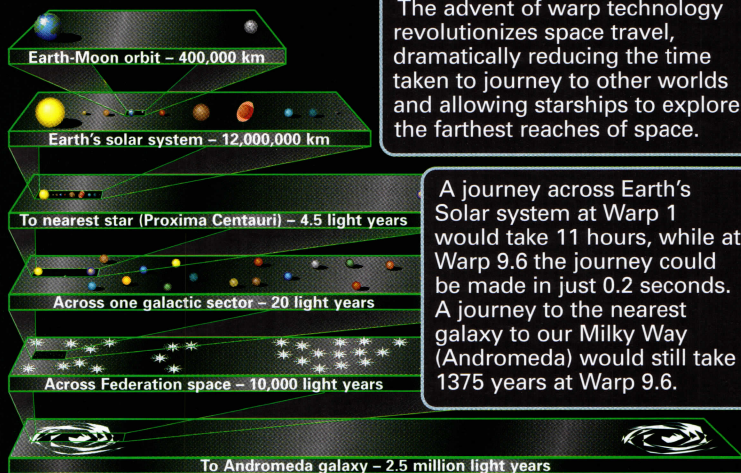 The advent of warp technology
revolutionizes space travel,
dramatically reducing the time
taken to journey to other worlds
and allowing starships to explore
the farthest reaches of space.
Earth-Moon orbit – 400,000 km
Earth's solar system – 12,000,000 km
To nearest star (Proxima Centauri) – 4.5 light years
Across one galactic sector – 20 light years
Across Federation space – 10,000 light years
To Andromeda galaxy – 2.5 million light years
A journey across Earth's
Solar system at Warp 1
would take 11 hours, while at
Warp 9.6 the journey could
be made in just 0.2 seconds.
A journey to the nearest
galaxy to our Milky Way
(Andromeda) would still take
1375 years at Warp 9.6.